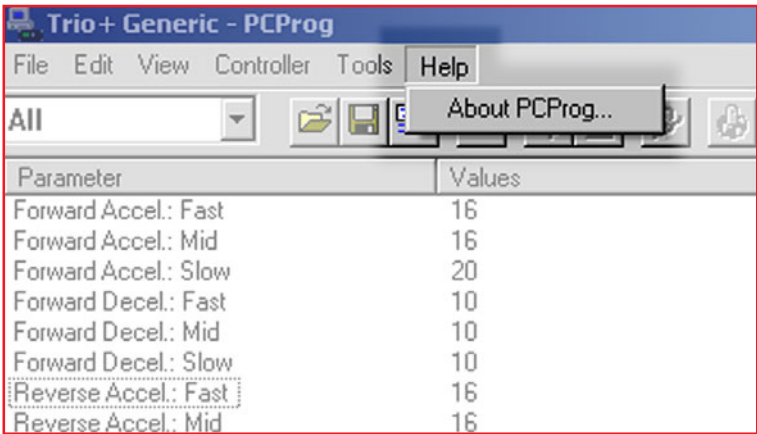 Trio+ Generic - PCProg
File Edit View Controller Tools Help
About PCProg...
All
Parameter Values
Forward Accel.: Fast 16
Forward Accel.: Mid 16
Forward Accel.: Slow 20
Forward Decel.: Fast 10
Forward Decel.: Mid 10
Forward Decel.: Slow 10
Reverse Accel.: Fast 16
Reverse Accel.: Mid 16